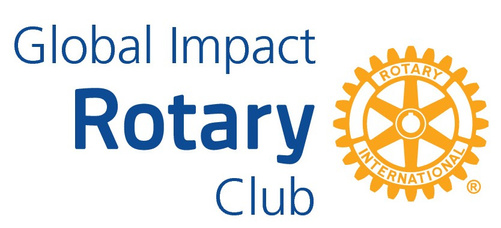 Global Impact
Rotary
Club
ROTARY
INTERNATIONAL
®